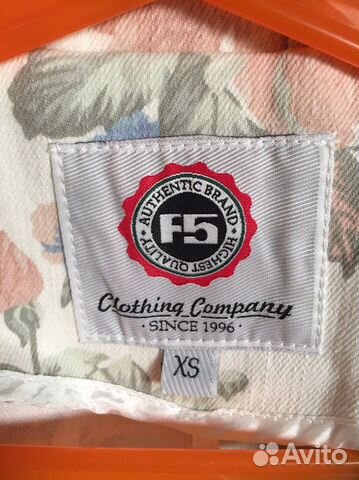 · AUTHENTIC BRAND ·
F5
HIGHEST QUALITY
Clothing Company
· SINCE 1996 ·
XS
Avito